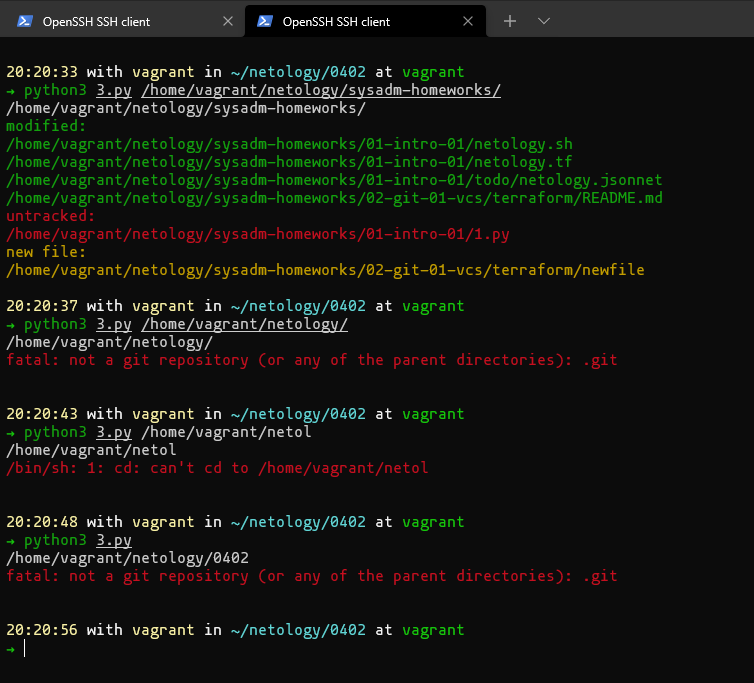 OpenSSH SSH client
OpenSSH SSH client
20:20:33 with vagrant in ~/netology/0402 at vagrant
→ python3 3.py /home/vagrant/netology/sysadm-homeworks/
/home/vagrant/netology/sysadm-homeworks/
modified:
/home/vagrant/netology/sysadm-homeworks/01-intro-01/netology.sh
/home/vagrant/netology/sysadm-homeworks/01-intro-01/netology.tf
/home/vagrant/netology/sysadm-homeworks/01-intro-01/todo/netology.jsonnet
/home/vagrant/netology/sysadm-homeworks/02-git-01-vcs/terraform/README.md
untracked:
/home/vagrant/netology/sysadm-homeworks/01-intro-01/1.py
new file:
/home/vagrant/netology/sysadm-homeworks/02-git-01-vcs/terraform/newfile
20:20:37 with vagrant in ~/netology/0402 at vagrant
→ python3 3.py /home/vagrant/netology/
/home/vagrant/netology/
fatal: not a git repository (or any of the parent directories): .git
20:20:43 with vagrant in ~/netology/0402 at vagrant
→ python3 3.py /home/vagrant/netol
/home/vagrant/netol
/bin/sh: 1: cd: can't cd to /home/vagrant/netol
20:20:48 with vagrant in ~/netology/0402 at vagrant
→ python3 3.py
/home/vagrant/netology/0402
fatal: not a git repository (or any of the parent directories): .git
20:20:56 with vagrant in ~/netology/0402 at vagrant
→